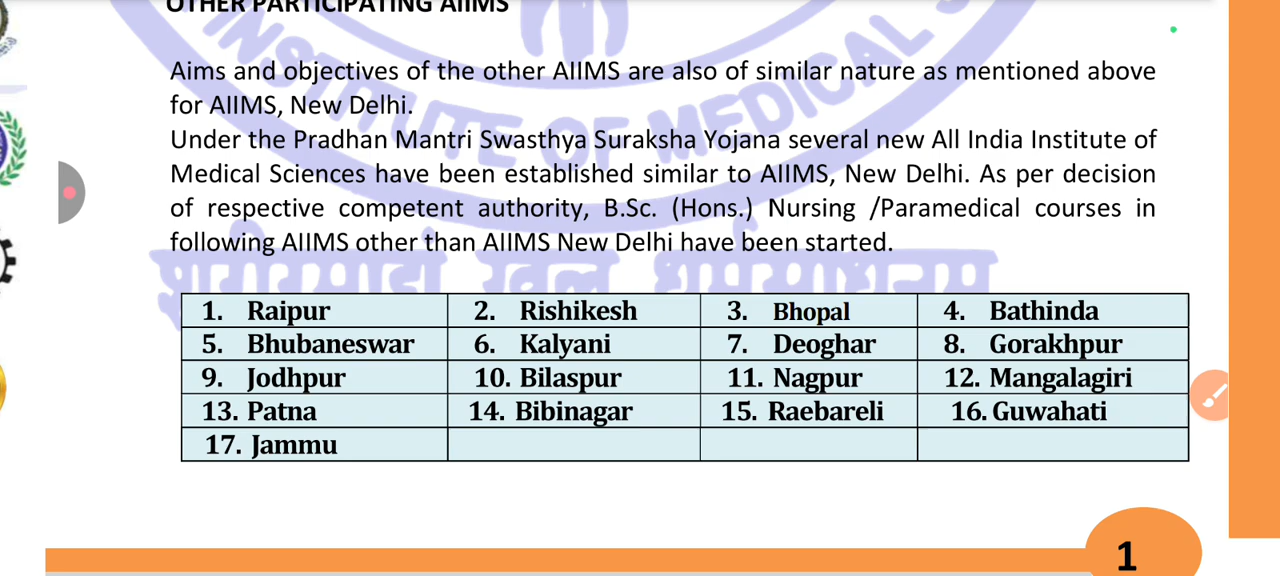 OTHER PARTICIPATING AIIMS
INSTITUTE OF MEDICAL
Aims and objectives of the other AIIMS are also of similar nature as mentioned above
for AIIMS, New Delhi.
Under the Pradhan Mantri Swasthya Suraksha Yojana several new All India Institute of
Medical Sciences have been established similar to AIIMS, New Delhi. As per decision
of respective competent authority, B.Sc. (Hons.) Nursing /Paramedical courses in
following AIIMS other than AIIMS New Delhi have been started.
1. Raipur 2. Rishikesh 3. Bhopal 4. Bathinda
5. Bhubaneswar 6. Kalyani 7. Deoghar 8. Gorakhpur
9. Jodhpur 10. Bilaspur 11. Nagpur 12. Mangalagiri
13. Patna 14. Bibinagar 15. Raebareli 16. Guwahati
17. Jammu
1